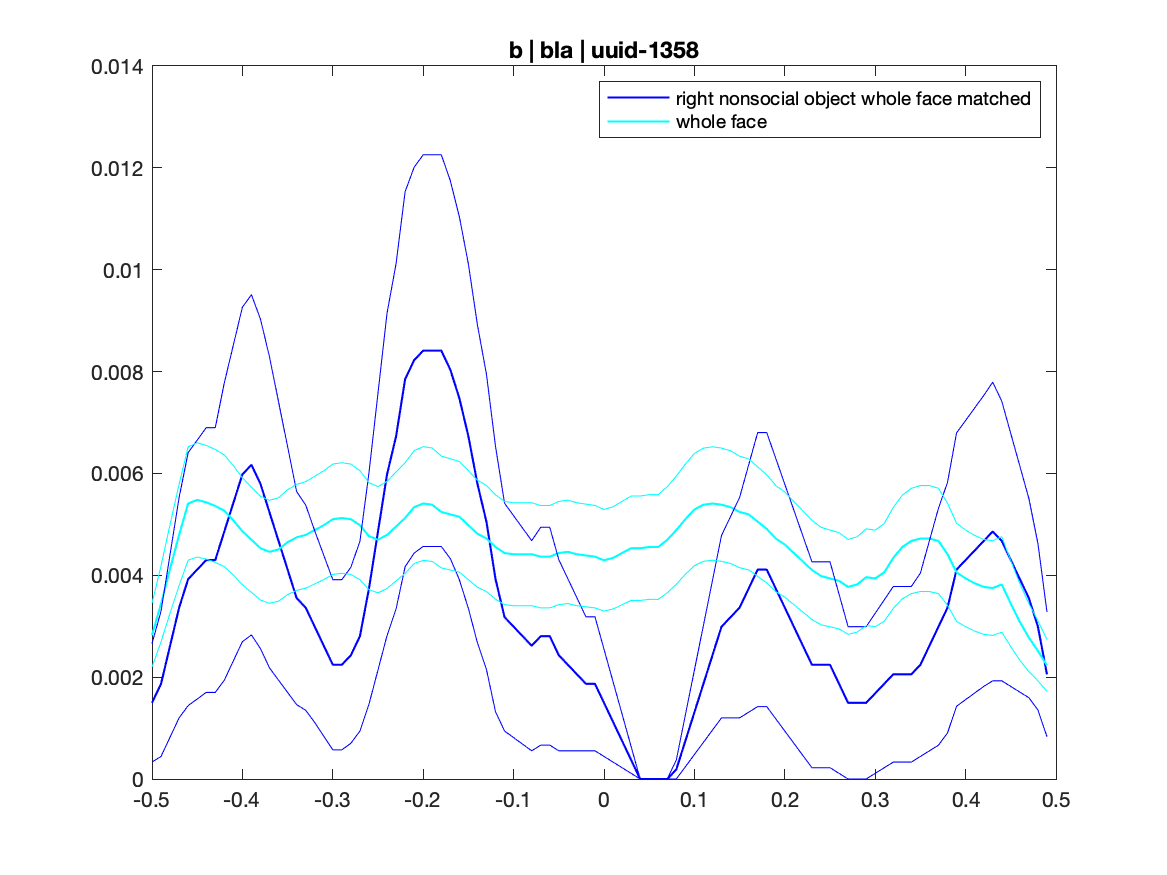 b | bla | uuid-1358
right nonsocial object whole face matched
whole face
0.014
0.012
0.01
0.008
0.006
0.004
0.002
0
-0.5 -0.4 -0.3 -0.2 -0.1 0 0.1 0.2 0.3 0.4 0.5